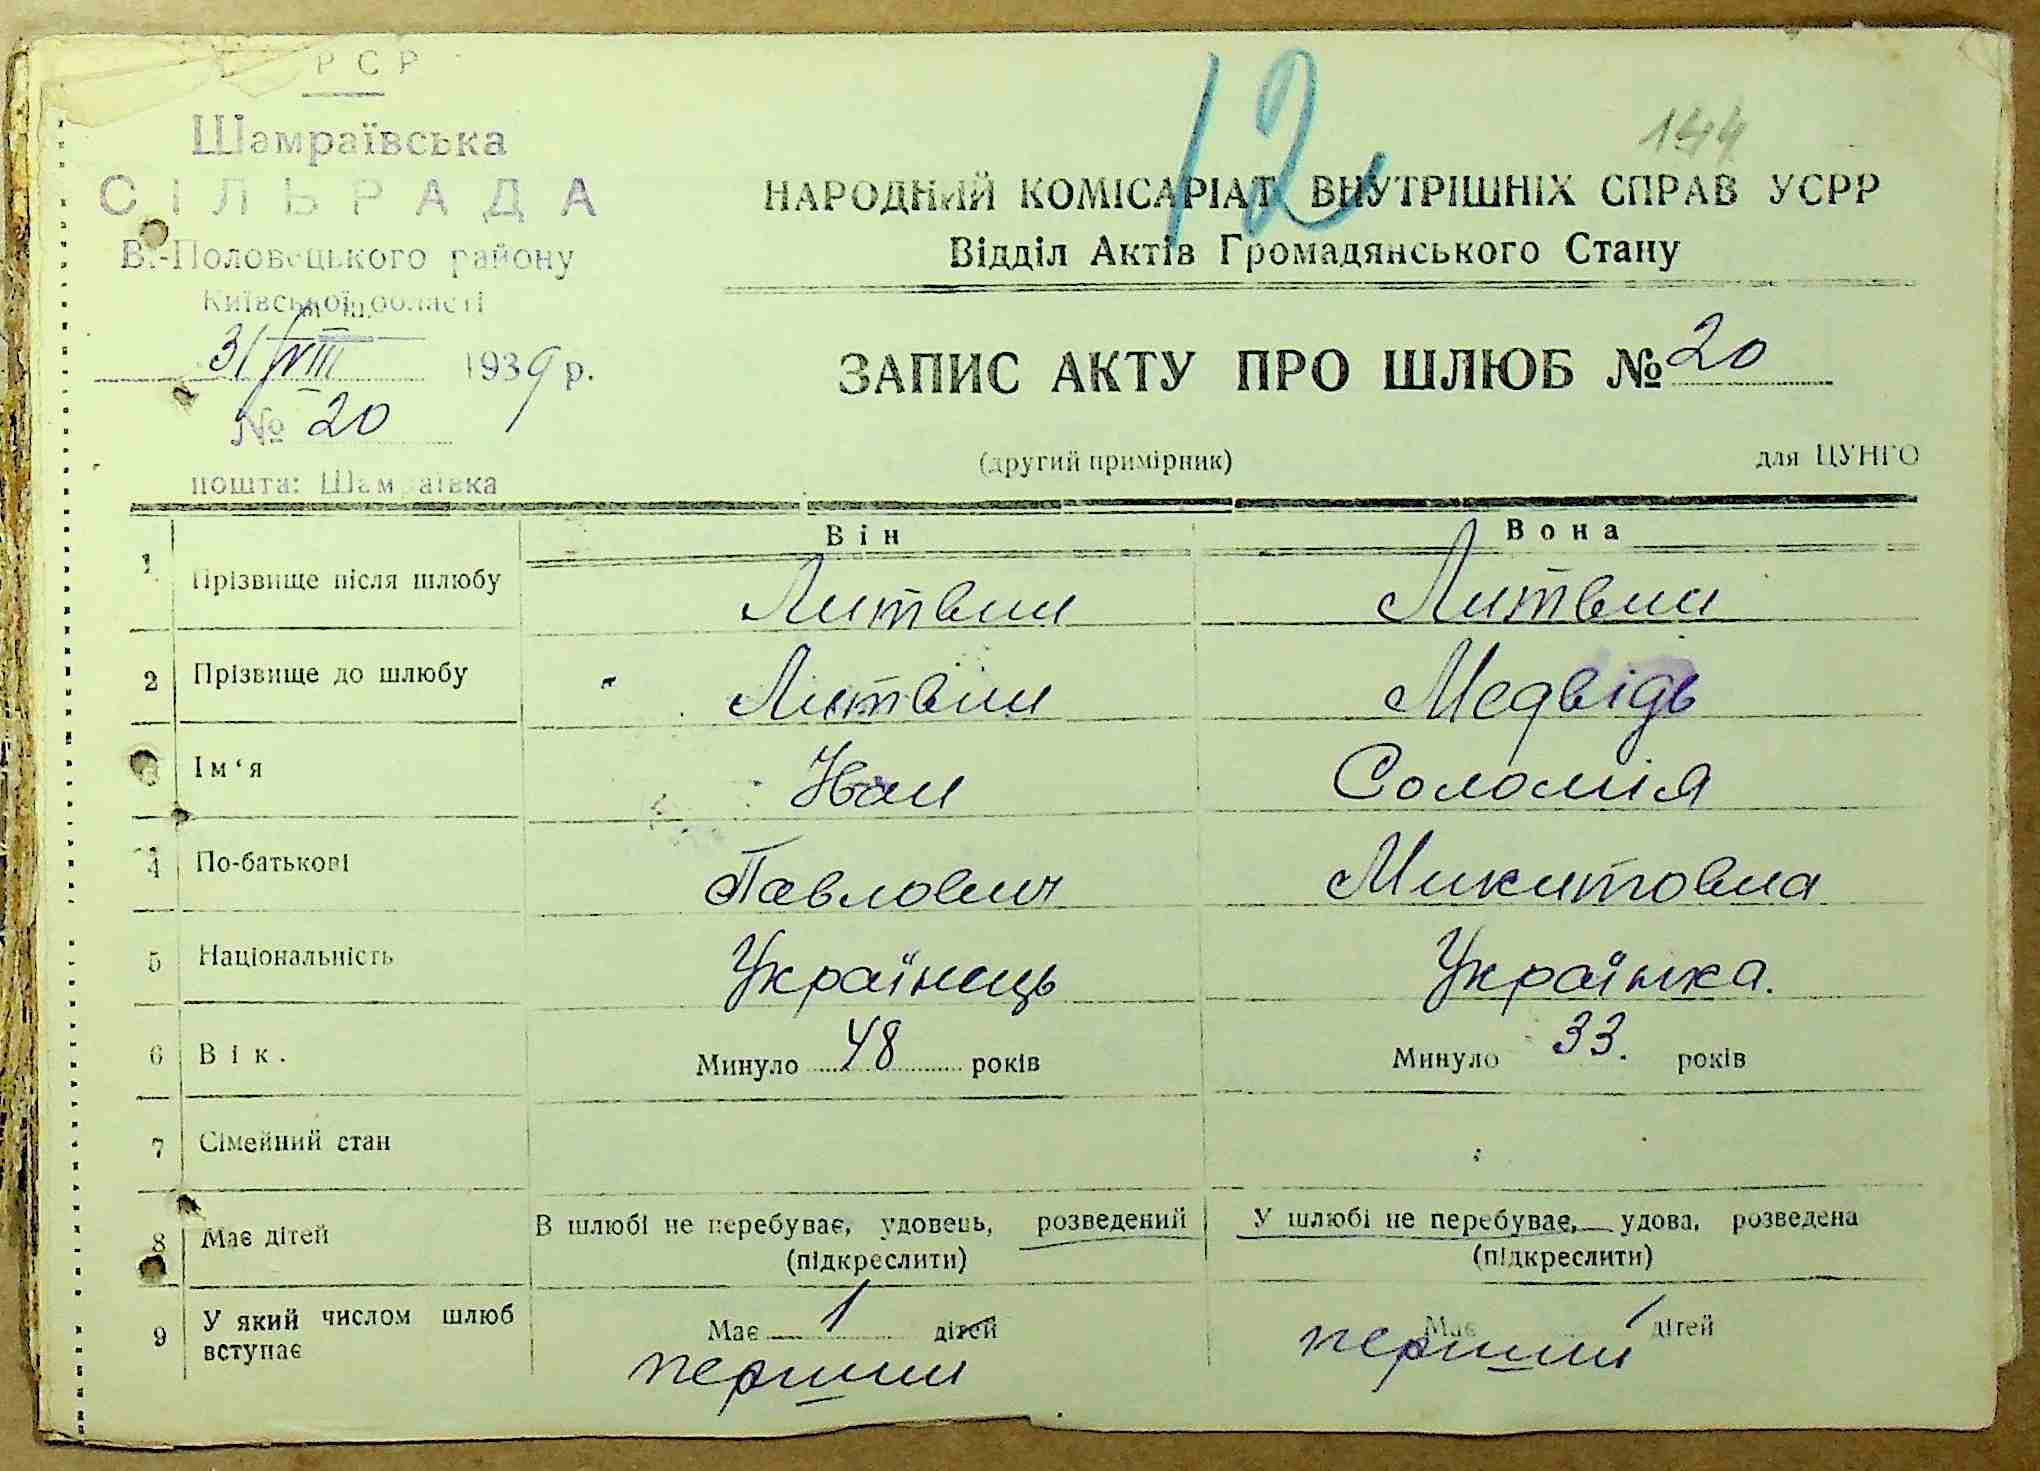 РСР
Шамраївська
СІЛЬРАДА
В.-Половецького району
Київської області
31/VIII 1939 р.
№ 20
пошта: Шамраївка
12
144
НАРОДНИЙ КОМІСАРІАТ ВНУТРІШНІХ СПРАВ УСРР
Відділ Актів Громадянського Стану
ЗАПИС АКТУ ПРО ШЛЮБ № 20
(другий примірник) для ЦУНГО
Він Вона
1 Прізвище після шлюбу Литвин Литвин
2 Прізвище до шлюбу Литвин Медвідь
3 Ім‘я Иван Соломія
4 По-батькові Павлович Микитовна
5 Національність Українець Українка.
6 Вік. Минуло 48 років Минуло 33. років
7 Сімейний стан
8 Має дітей В шлюбі не перебуває, удовець, розведений У шлюбі не перебуває, удова, розведена
(підкреслити) (підкреслити)
9 У який числом шлюб вступає Має 1 дітей Має дітей
перший перший